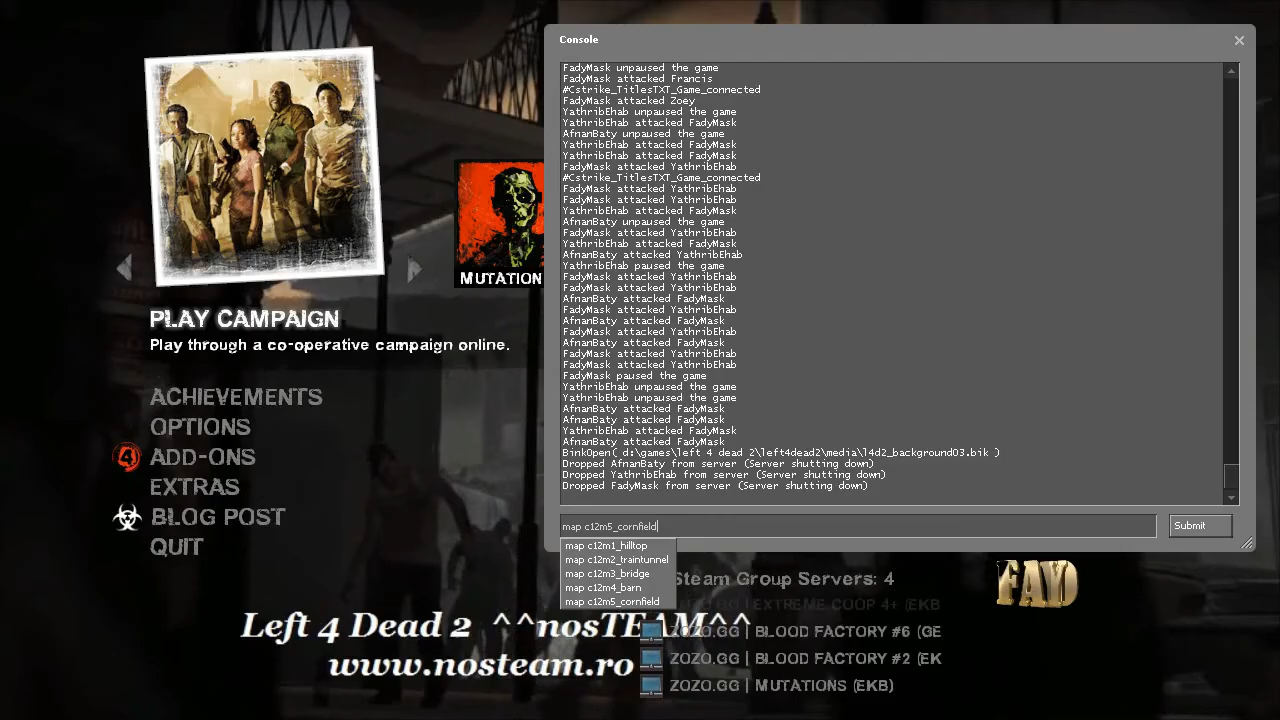 Console
FadyMask unpaused the game
FadyMask attacked Francis
#Cstrike_TitlesTXT_Game_connected
FadyMask attacked Zoey
YathribEhab unpaused the game
YathribEhab attacked FadyMask
AfnanBaty unpaused the game
YathribEhab attacked FadyMask
YathribEhab attacked FadyMask
FadyMask attacked YathribEhab
#Cstrike_TitlesTXT_Game_connected
FadyMask attacked YathribEhab
FadyMask attacked YathribEhab
YathribEhab attacked FadyMask
AfnanBaty unpaused the game
FadyMask attacked YathribEhab
YathribEhab attacked FadyMask
AfnanBaty attacked YathribEhab
YathribEhab paused the game
FadyMask attacked YathribEhab
FadyMask attacked YathribEhab
AfnanBaty attacked FadyMask
FadyMask attacked YathribEhab
AfnanBaty attacked FadyMask
FadyMask attacked YathribEhab
AfnanBaty attacked FadyMask
FadyMask attacked YathribEhab
FadyMask attacked YathribEhab
FadyMask paused the game
YathribEhab unpaused the game
YathribEhab unpaused the game
AfnanBaty attacked FadyMask
AfnanBaty attacked FadyMask
YathribEhab attacked FadyMask
AfnanBaty attacked FadyMask
BinkOpen( d:\games\left 4 dead 2\left4dead2\media\l4d2_background03.bik )
Dropped AfnanBaty from server (Server shutting down)
Dropped YathribEhab from server (Server shutting down)
Dropped FadyMask from server (Server shutting down)
map c12m5_cornfield
Submit
map c12m1_hilltop
map c12m2_traintunnel
map c12m3_bridge
map c12m4_barn
map c12m5_cornfield
MUTATION
PLAY CAMPAIGN
Play through a co-operative campaign online.
ACHIEVEMENTS
OPTIONS
4 ADD-ONS
EXTRAS
BLOG POST
QUIT
Steam Group Servers: 4
FAYD
ZOZO.GG | EXTREME COOP 4+ (EKB
ZOZO.GG | BLOOD FACTORY #6 (GE
ZOZO.GG | BLOOD FACTORY #2 (EK
ZOZO.GG | MUTATIONS (EKB)
Left 4 Dead 2 ^^nosTEAM^^
www.nosteam.ro